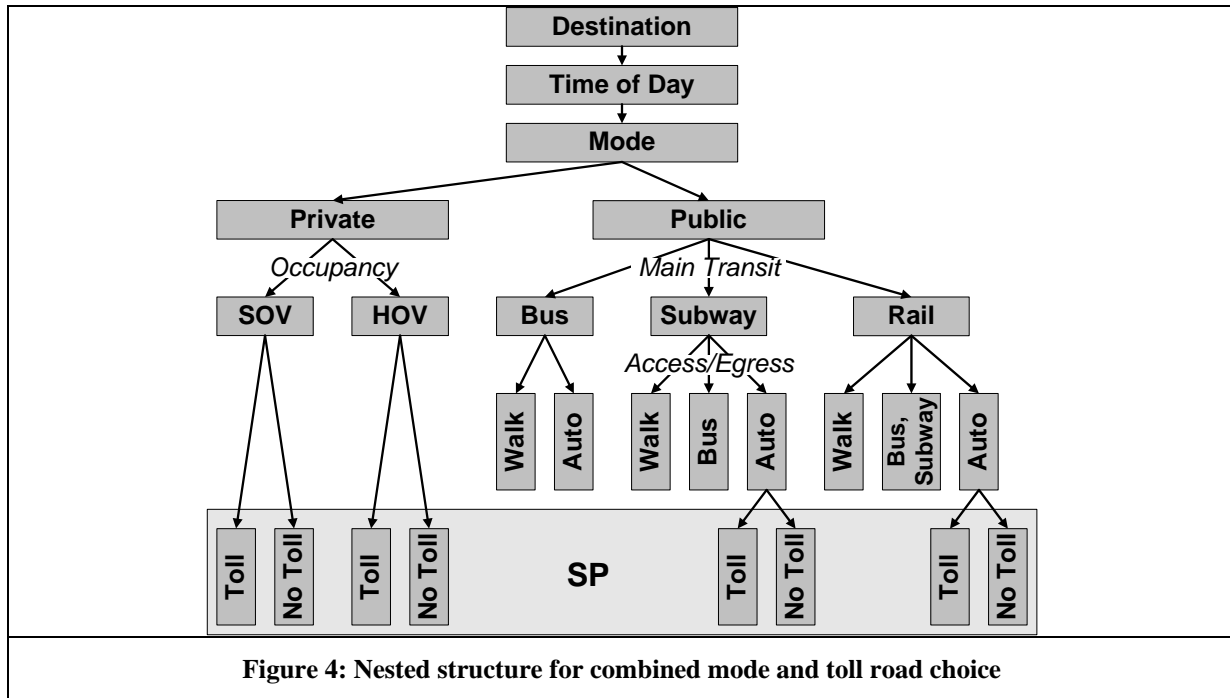 Destination
Time of Day
Mode
Private
Public
Occupancy
Main Transit
SOV
HOV
Bus
Subway
Rail
Access/Egress
Walk
Auto
Walk
Bus
Auto
Walk
Bus,
Subway
Auto
Toll
No Toll
Toll
No Toll
SP
Toll
No Toll
Toll
No Toll
Figure 4: Nested structure for combined mode and toll road choice